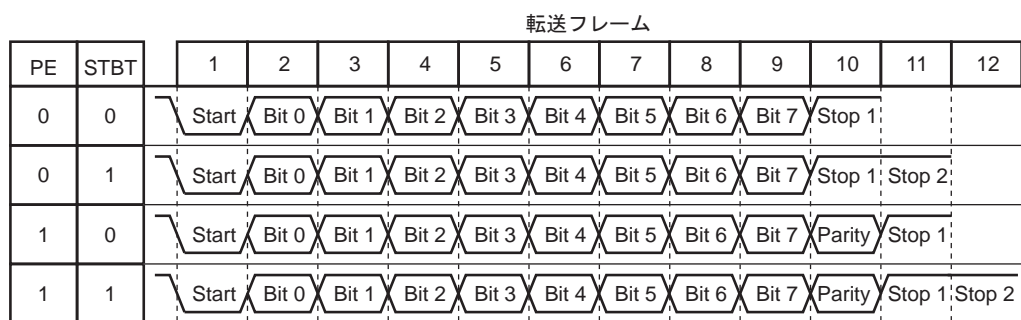 転送フレーム
PE STBT 1 2 3 4 5 6 7 8 9 10 11 12
0 0 Start Bit 0 Bit 1 Bit 2 Bit 3 Bit 4 Bit 5 Bit 6 Bit 7 Stop 1
0 1 Start Bit 0 Bit 1 Bit 2 Bit 3 Bit 4 Bit 5 Bit 6 Bit 7 Stop 1 Stop 2
1 0 Start Bit 0 Bit 1 Bit 2 Bit 3 Bit 4 Bit 5 Bit 6 Bit 7 Parity Stop 1
1 1 Start Bit 0 Bit 1 Bit 2 Bit 3 Bit 4 Bit 5 Bit 6 Bit 7 Parity Stop 1 Stop 2